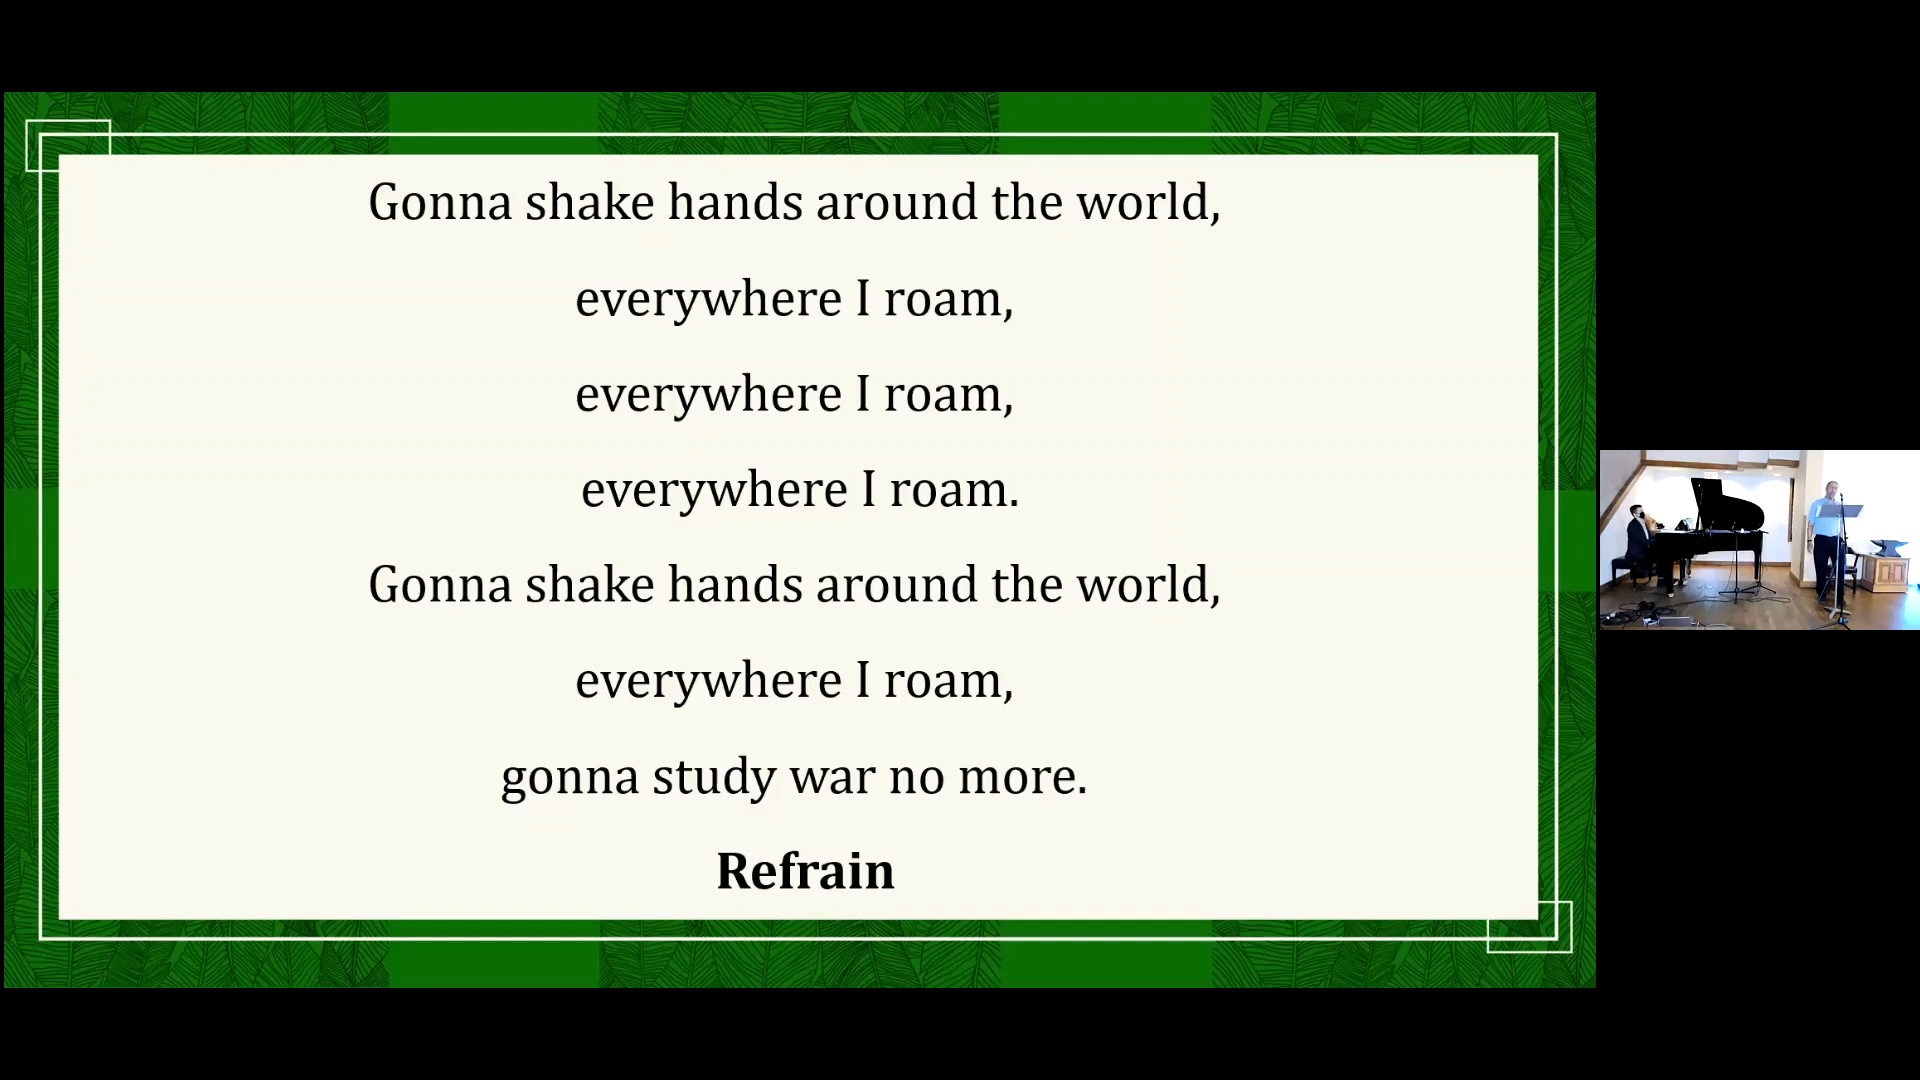 Gonna shake hands around the world,
everywhere I roam,
everywhere I roam,
everywhere I roam.
Gonna shake hands around the world,
everywhere I roam,
gonna study war no more.
Refrain